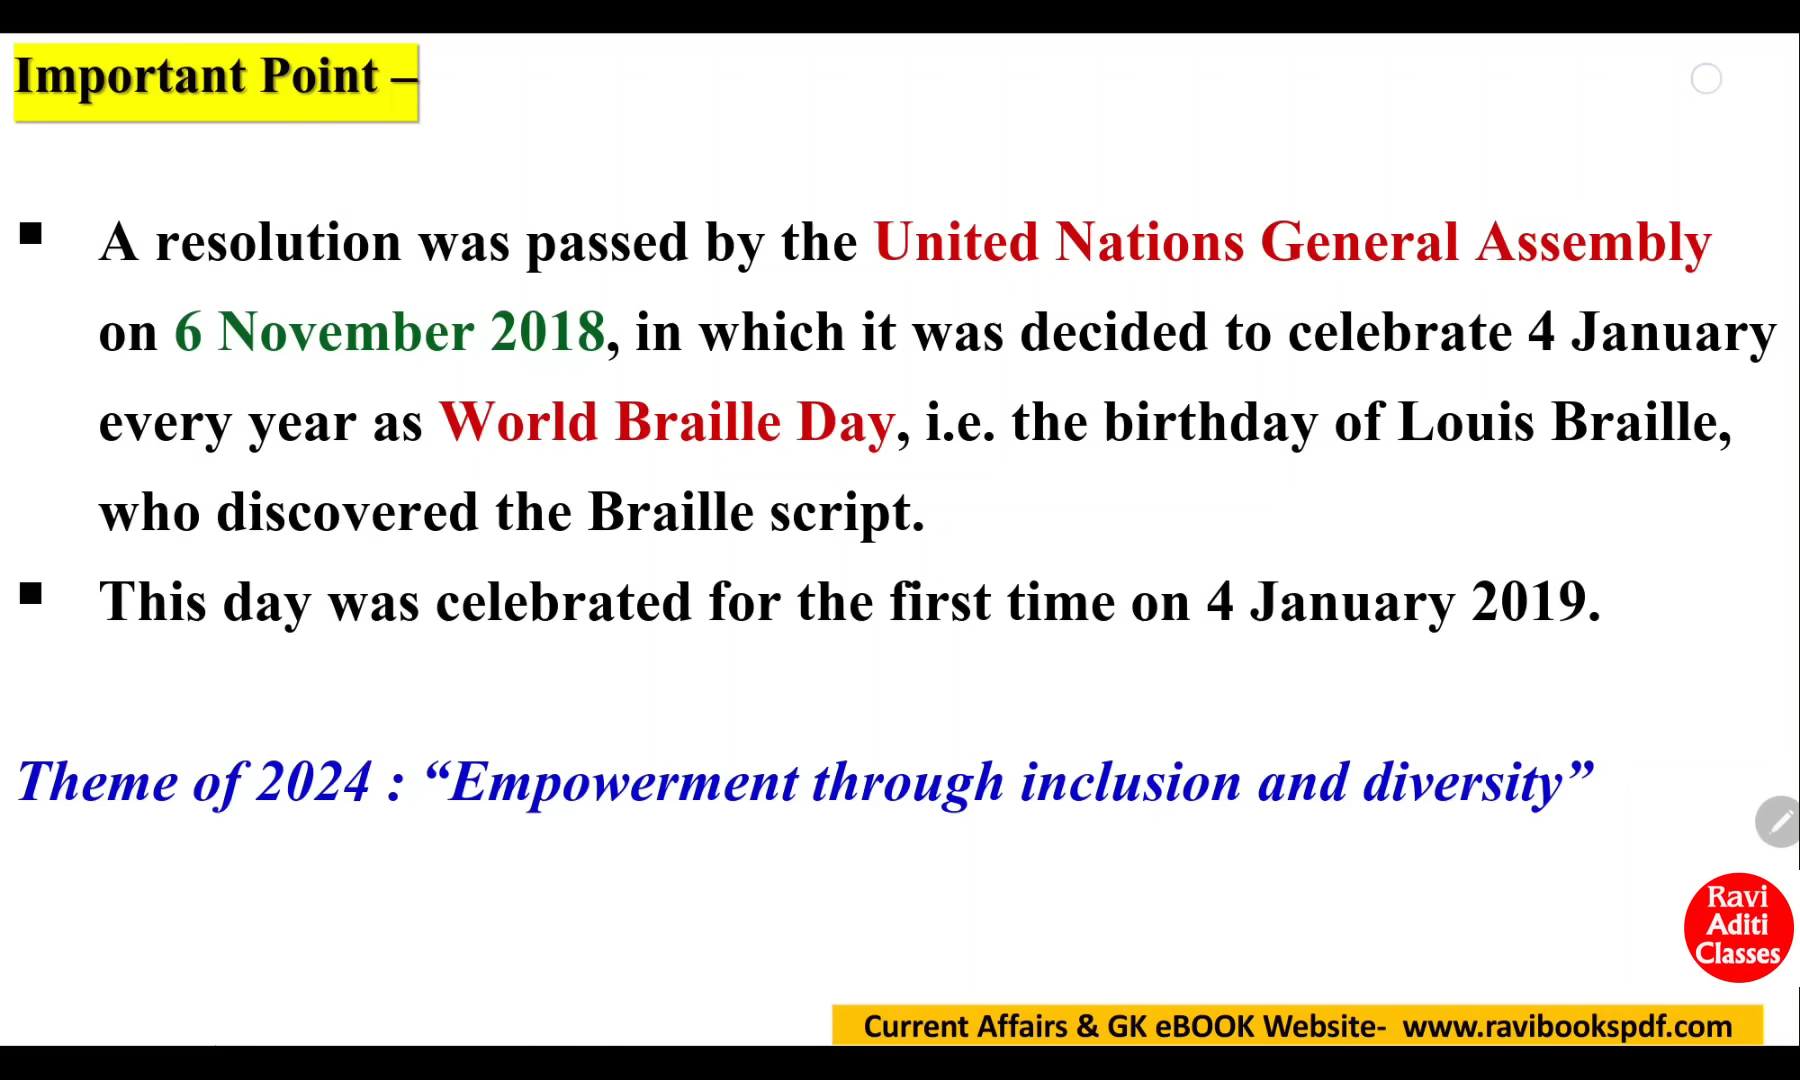 Important Point –
▪ A resolution was passed by the United Nations General Assembly
on 6 November 2018, in which it was decided to celebrate 4 January
every year as World Braille Day, i.e. the birthday of Louis Braille,
who discovered the Braille script.
▪ This day was celebrated for the first time on 4 January 2019.
Theme of 2024 : “Empowerment through inclusion and diversity”
Ravi
Aditi
Classes
Current Affairs & GK eBOOK Website- www.ravibookspdf.com